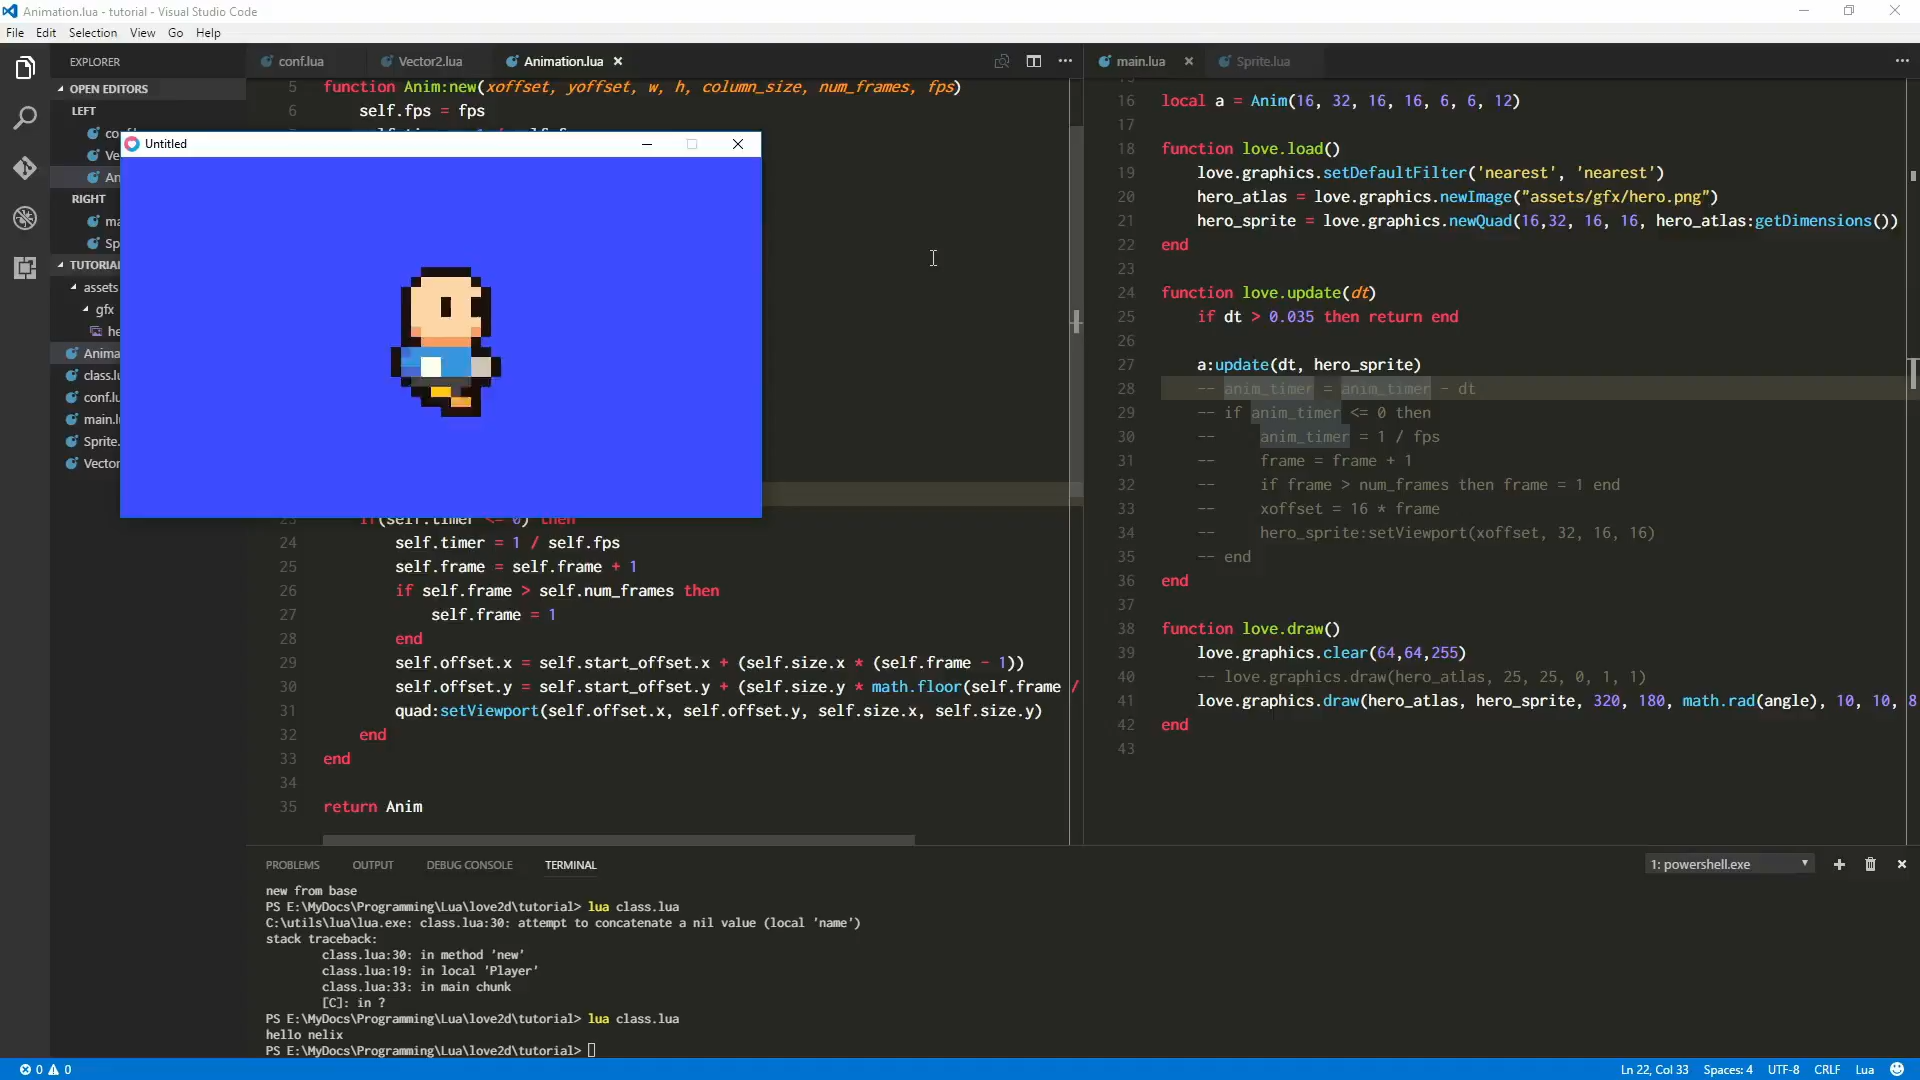 Animation.lua - tutorial - Visual Studio Code
File Edit Selection View Go Help
EXPLORER
OPEN EDITORS
LEFT
RIGHT
TUTORIAL
assets
gfx
class.lu
conf.lu
main.l
Sprite.
Vector
conf.lua Vector2.lua Animation.lua
5 function Anim:new(xoffset, yoffset, w, h, column_size, num_frames, fps)
6 self.fps = fps
Untitled
23 if(self.timer <= 0) then
24 self.timer = 1 / self.fps
25 self.frame = self.frame + 1
26 if self.frame > self.num_frames then
27 self.frame = 1
28 end
29 self.offset.x = self.start_offset.x + (self.size.x * (self.frame - 1))
30 self.offset.y = self.start_offset.y + (self.size.y * math.floor(self.frame /
31 quad:setViewport(self.offset.x, self.offset.y, self.size.x, self.size.y)
32 end
33 end
34
35 return Anim
main.lua Sprite.lua
16 local a = Anim(16, 32, 16, 16, 6, 6, 12)
17
18 function love.load()
19 love.graphics.setDefaultFilter('nearest', 'nearest')
20 hero_atlas = love.graphics.newImage("assets/gfx/hero.png")
21 hero_sprite = love.graphics.newQuad(16,32, 16, 16, hero_atlas:getDimensions())
22 end
23
24 function love.update(dt)
25 if dt > 0.035 then return end
26
27 a:update(dt, hero_sprite)
28 -- anim_timer = anim_timer - dt
29 -- if anim_timer <= 0 then
30 -- anim_timer = 1 / fps
31 -- frame = frame + 1
32 -- if frame > num_frames then frame = 1 end
33 -- xoffset = 16 * frame
34 -- hero_sprite:setViewport(xoffset, 32, 16, 16)
35 -- end
36 end
37
38 function love.draw()
39 love.graphics.clear(64,64,255)
40 -- love.graphics.draw(hero_atlas, 25, 25, 0, 1, 1)
41 love.graphics.draw(hero_atlas, hero_sprite, 320, 180, math.rad(angle), 10, 10, 8
42 end
43
PROBLEMS OUTPUT DEBUG CONSOLE TERMINAL
1: powershell.exe
new from base
PS E:\MyDocs\Programming\Lua\love2d\tutorial> lua class.lua
C:\utils\lua\lua.exe: class.lua:30: attempt to concatenate a nil value (local 'name')
stack traceback:
class.lua:30: in method 'new'
class.lua:19: in local 'Player'
class.lua:33: in main chunk
[C]: in ?
PS E:\MyDocs\Programming\Lua\love2d\tutorial> lua class.lua
hello nelix
PS E:\MyDocs\Programming\Lua\love2d\tutorial>
0 0
Ln 22, Col 33 Spaces: 4 UTF-8 CRLF Lua